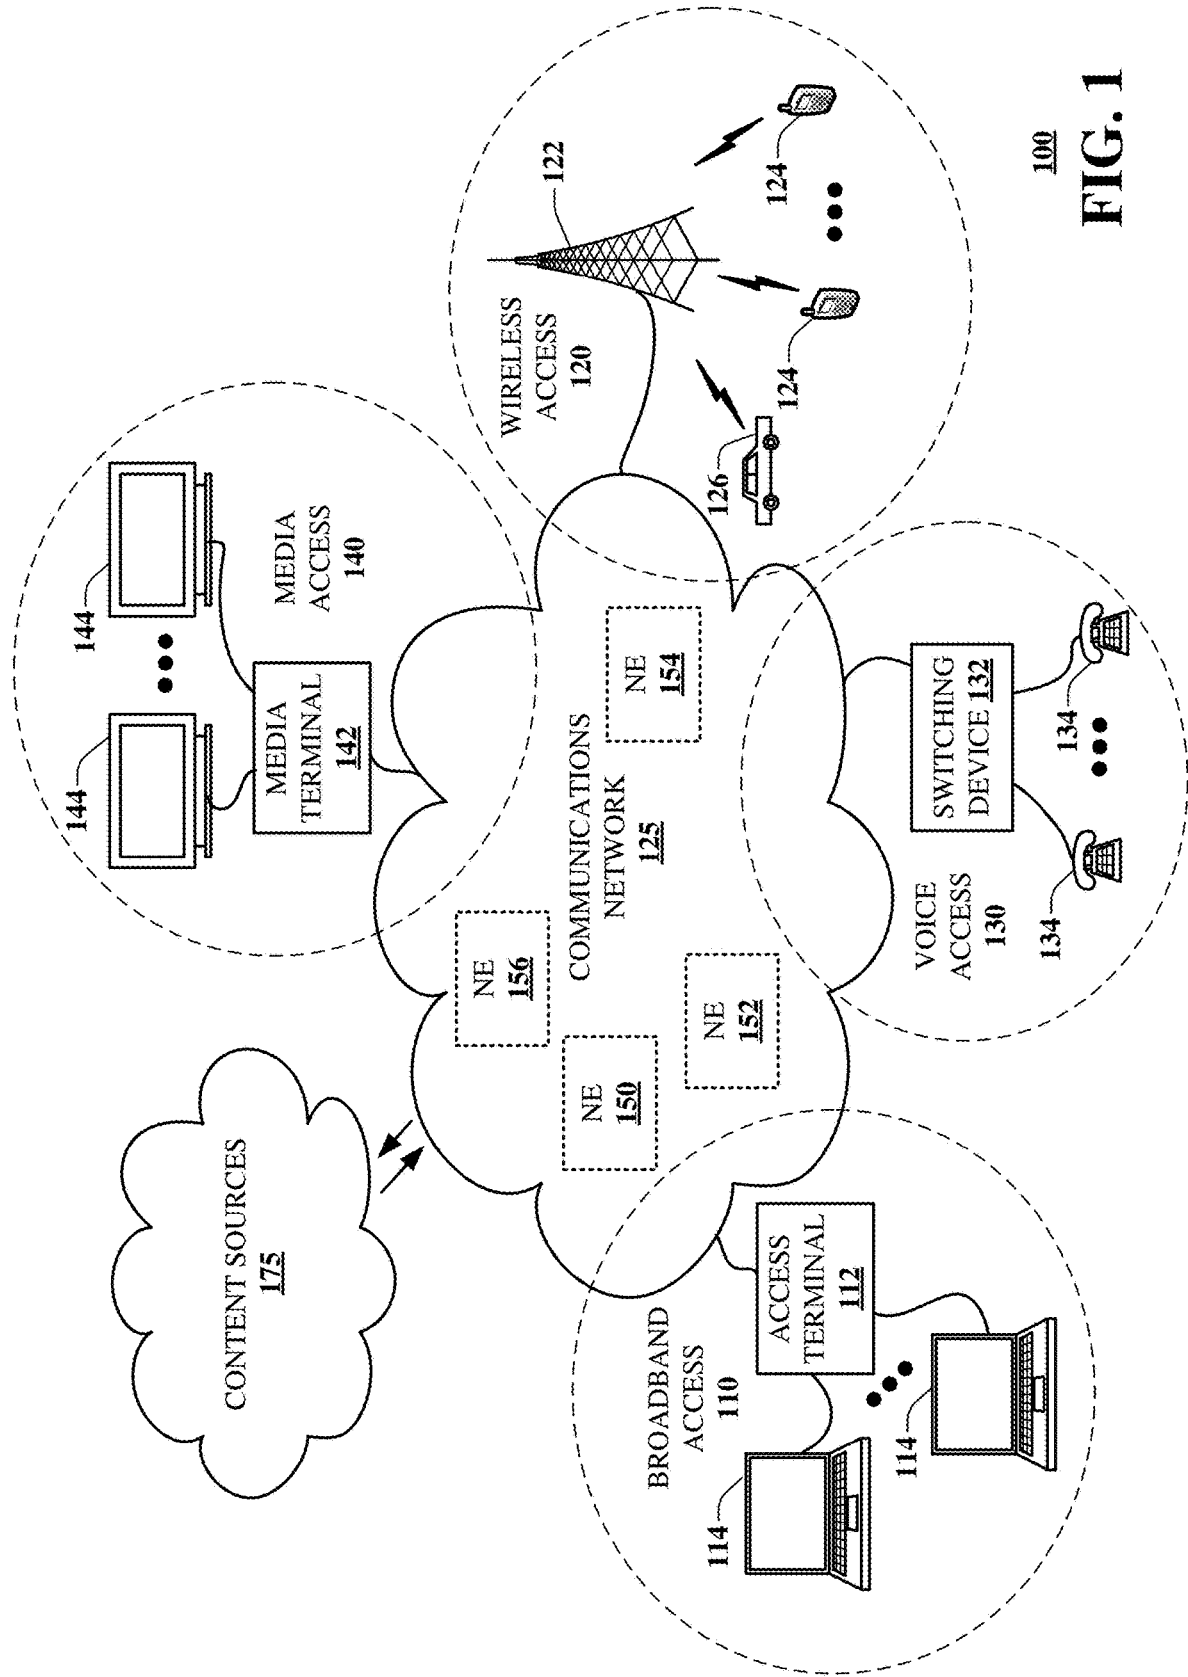 144
144
MEDIA
TERMINAL
142
MEDIA
ACCESS
140
122
WIRELESS
ACCESS
120
124
124
126
CONTENT SOURCES
175
NE
156
NE
150
NE
152
NE
154
COMMUNICATIONS
NETWORK
125
BROADBAND
ACCESS
110
ACCESS
TERMINAL
112
114
114
VOICE
ACCESS
130
SWITCHING
DEVICE 132
134
134
100
FIG. 1